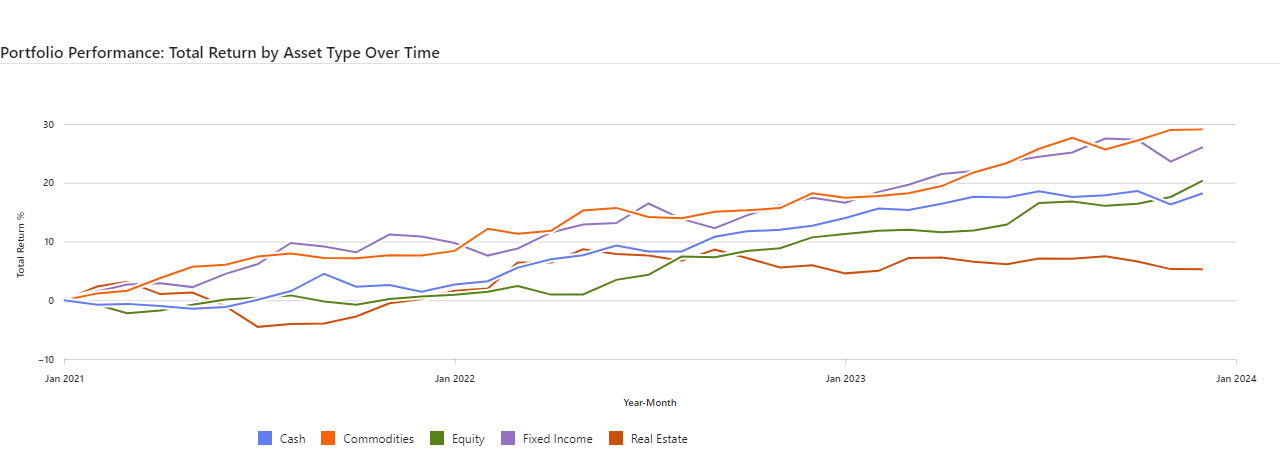 Portfolio Performance: Total Return by Asset Type Over Time
Total Return %
30
20
10
0
−10
Jan 2021 Jan 2022 Jan 2023 Jan 2024
Year-Month
Cash Commodities Equity Fixed Income Real Estate